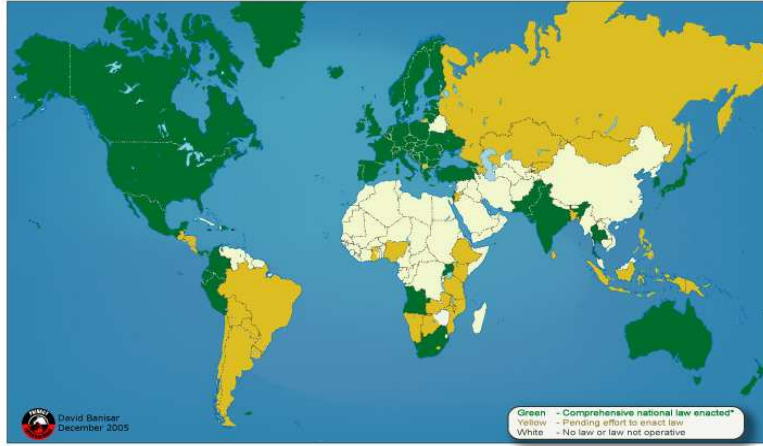 David Banisar
December 2005
Green - Comprehensive national law enacted*
Yellow - Pending effort to enact law
White - No law or law not operative